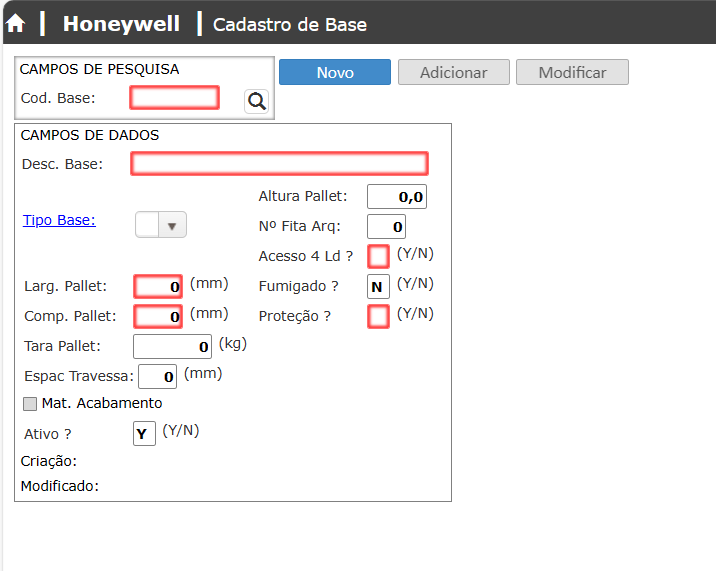 Honeywell | Cadastro de Base
CAMPOS DE PESQUISA
Cod. Base:
Novo
Adicionar
Modificar
CAMPOS DE DADOS
Desc. Base:
Altura Pallet: 0,0
Tipo Base:
Nº Fita Arq: 0
Acesso 4 Ld ? (Y/N)
Larg. Pallet: 0 (mm)
Fumigado ? N (Y/N)
Comp. Pallet: 0 (mm)
Proteção ? (Y/N)
Tara Pallet: 0 (kg)
Espac Travessa: 0 (mm)
Mat. Acabamento
Ativo ? Y (Y/N)
Criação:
Modificado: